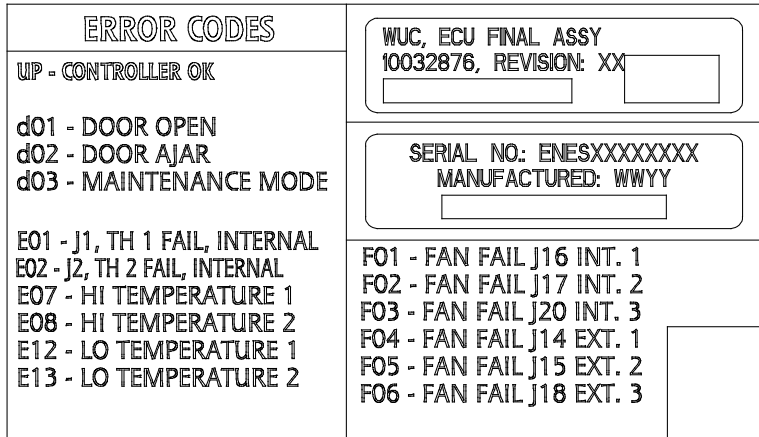 ERROR CODES
UP - CONTROLLER OK
d01 - DOOR OPEN
d02 - DOOR AJAR
d03 - MAINTENANCE MODE
E01 - J1, TH 1 FAIL, INTERNAL
E02 - J2, TH 2 FAIL, INTERNAL
E07 - HI TEMPERATURE 1
E08 - HI TEMPERATURE 2
E12 - LO TEMPERATURE 1
E13 - LO TEMPERATURE 2
WUC, ECU FINAL ASSY
10032876, REVISION: XX
SERIAL NO.: ENESXXXXXXXX
MANUFACTURED: WWYY
F01 - FAN FAIL J16 INT. 1
F02 - FAN FAIL J17 INT. 2
F03 - FAN FAIL J20 INT. 3
F04 - FAN FAIL J14 EXT. 1
F05 - FAN FAIL J15 EXT. 2
F06 - FAN FAIL J18 EXT. 3